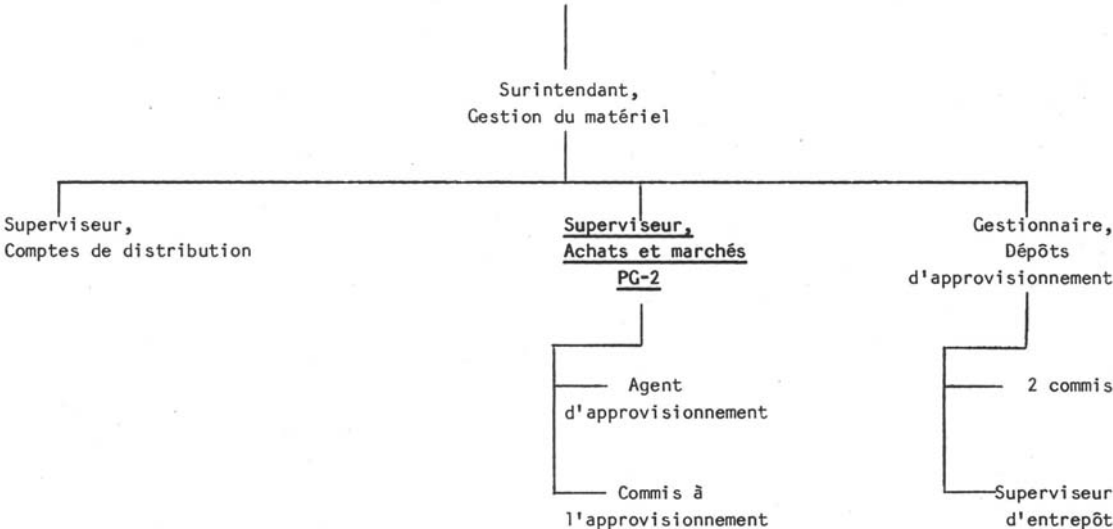 Surintendant,
Gestion du matériel
Superviseur,
Comptes de distribution
Superviseur,
Achats et marchés
PG-2
Gestionnaire,
Dépôts
d'approvisionnement
Agent
d'approvisionnement
Commis à
l'approvisionnement
2 commis
Superviseur
d'entrepôt